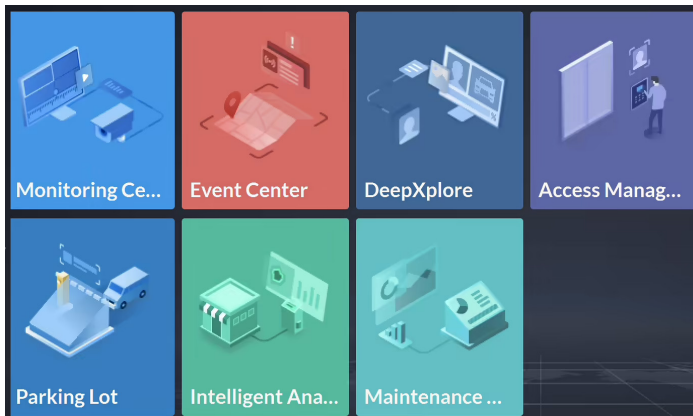 Monitoring Ce...
Event Center
DeepXplore
Access Manag...
Parking Lot
Intelligent Ana...
Maintenance ...